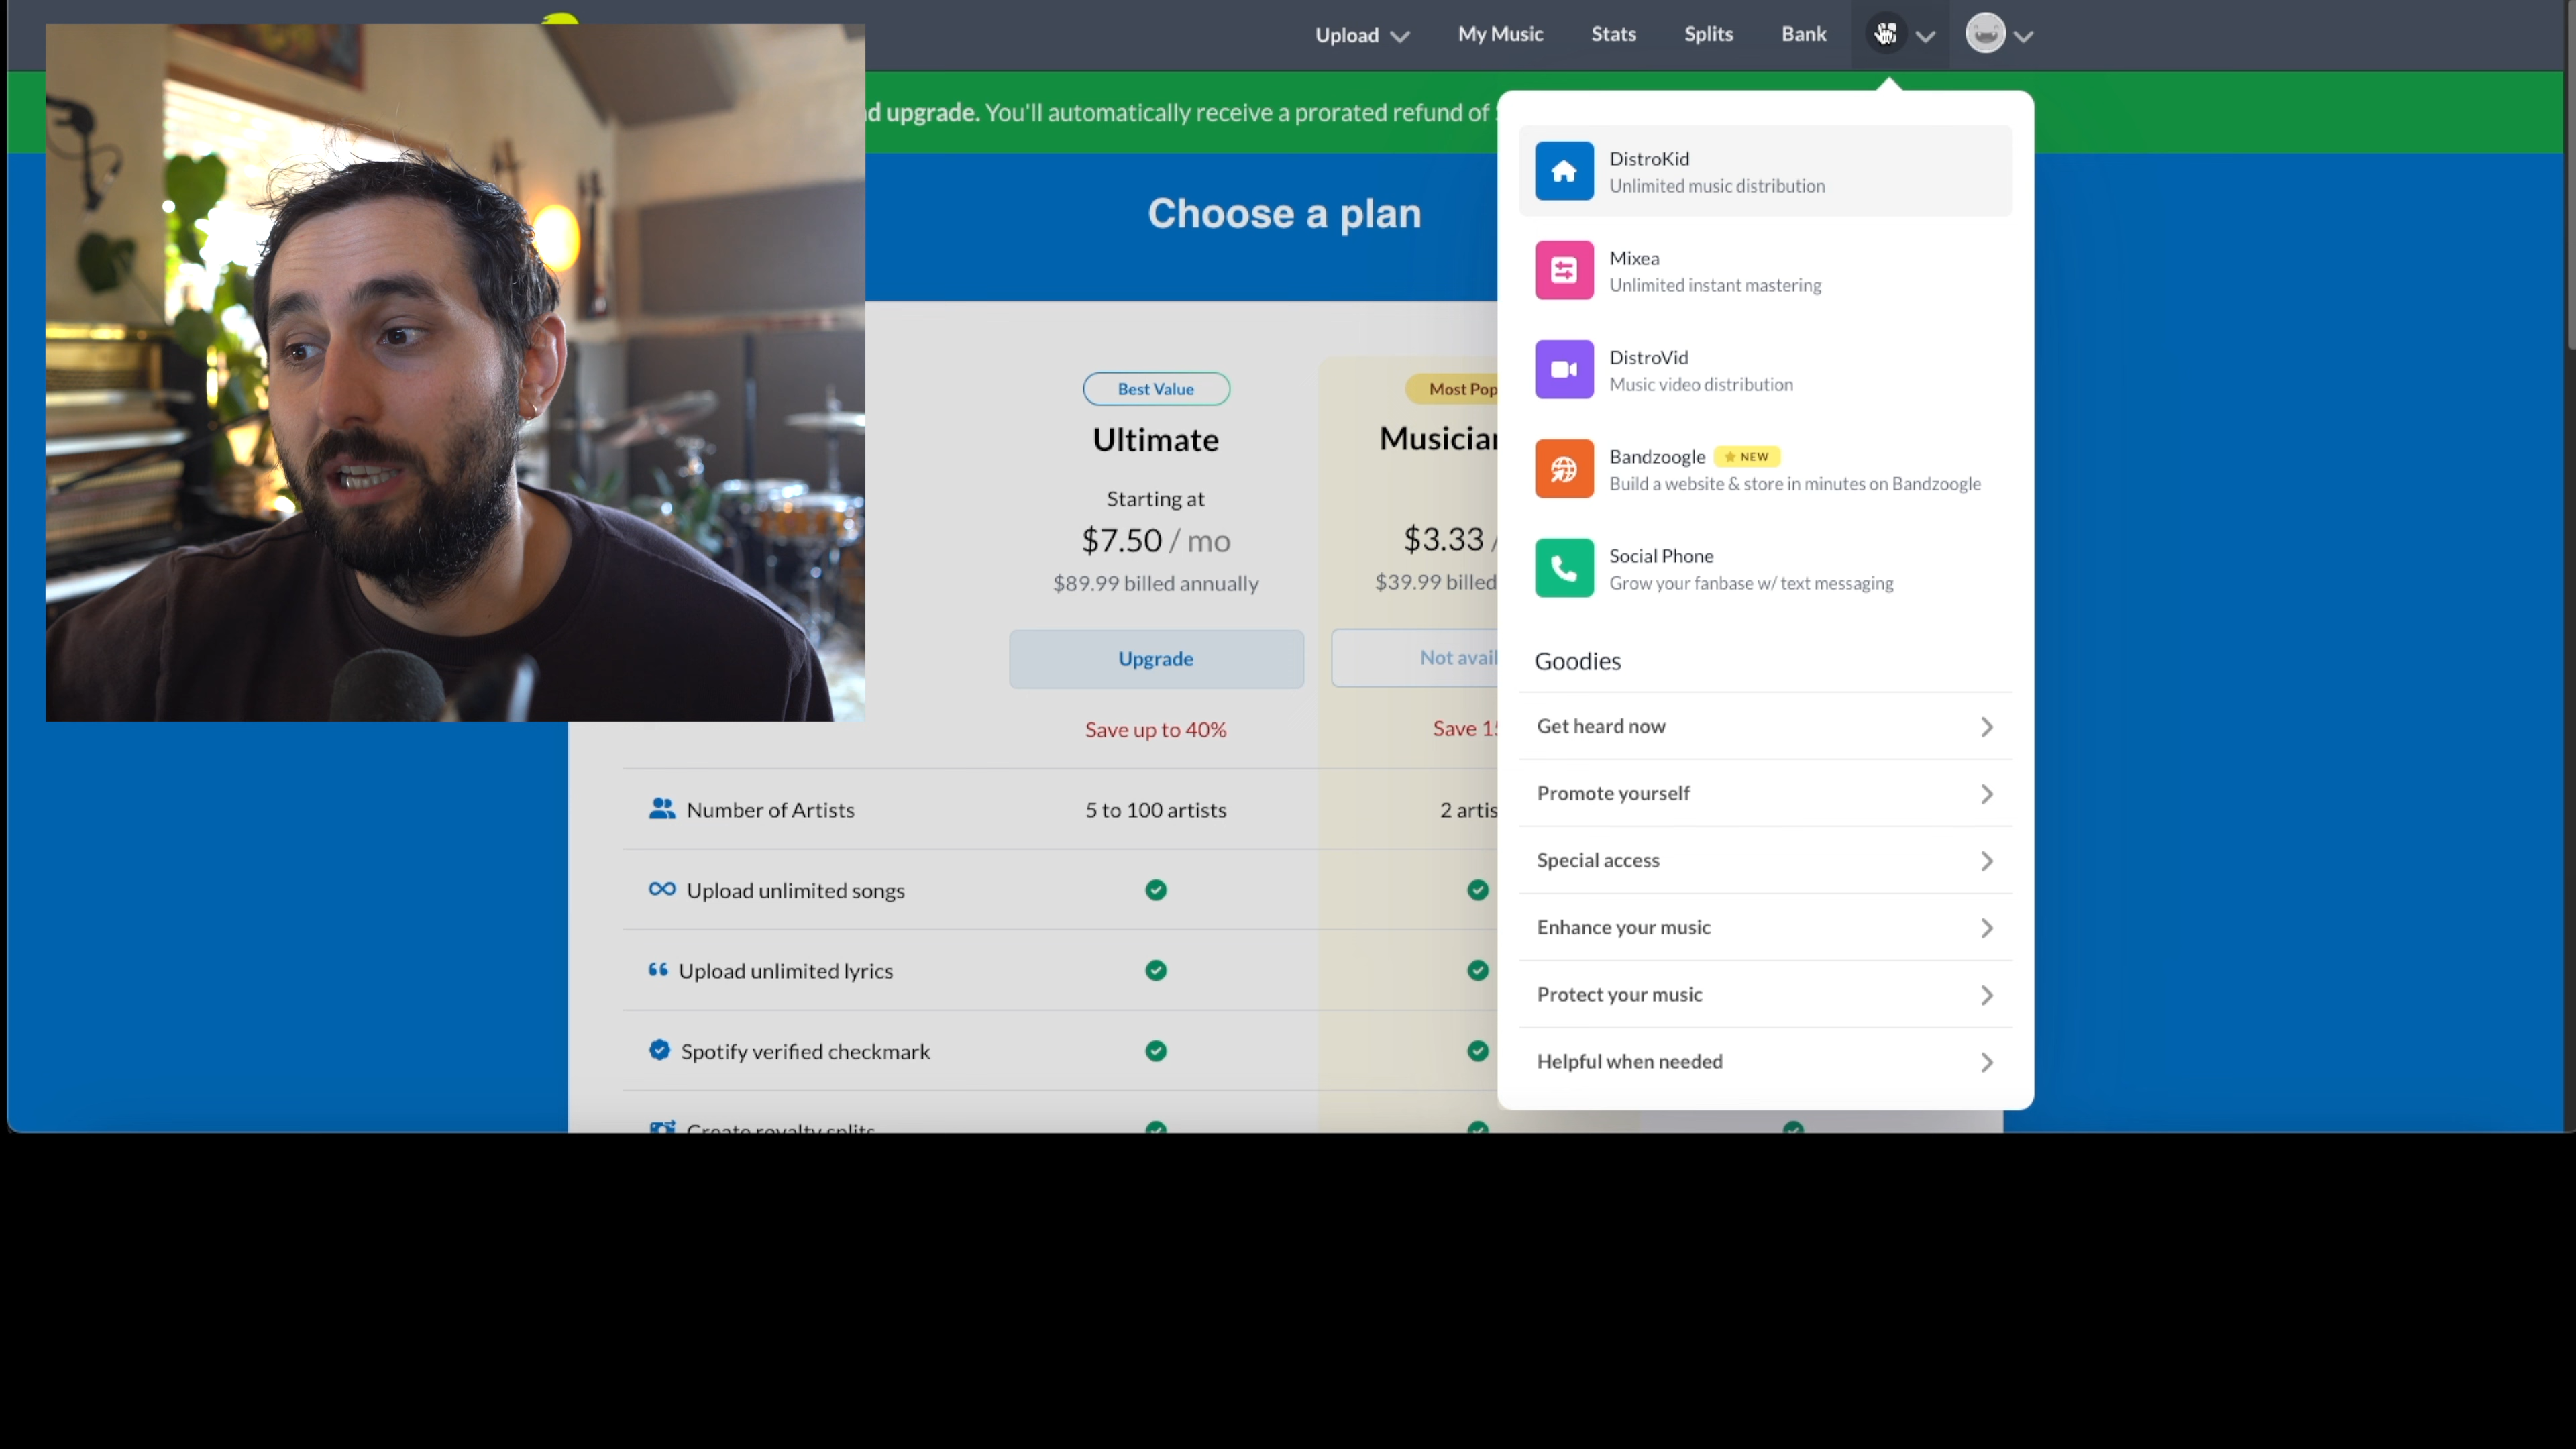 Upload
My Music
Stats
Splits
Bank
upgrade. You'll automatically receive a prorated refund of
Choose a plan
Best Value
Ultimate
Starting at
$7.50 / mo
$89.99 billed annually
Upgrade
Save up to 40%
Most
$3.33 /
$39.99 billed
Not
Save
Number of Artists
5 to 100 artists
2
Upload unlimited songs
Upload unlimited lyrics
Spotify verified checkmark
Create royalty splits
DistroKid
Unlimited music distribution
Mixea
Unlimited instant mastering
DistroVid
Music video distribution
Bandzoogle NEW
Build a website & store in minutes on Bandzoogle
Social Phone
Grow your fanbase w/ text messaging
Goodies
Get heard now
Promote yourself
Special access
Enhance your music
Protect your music
Helpful when needed